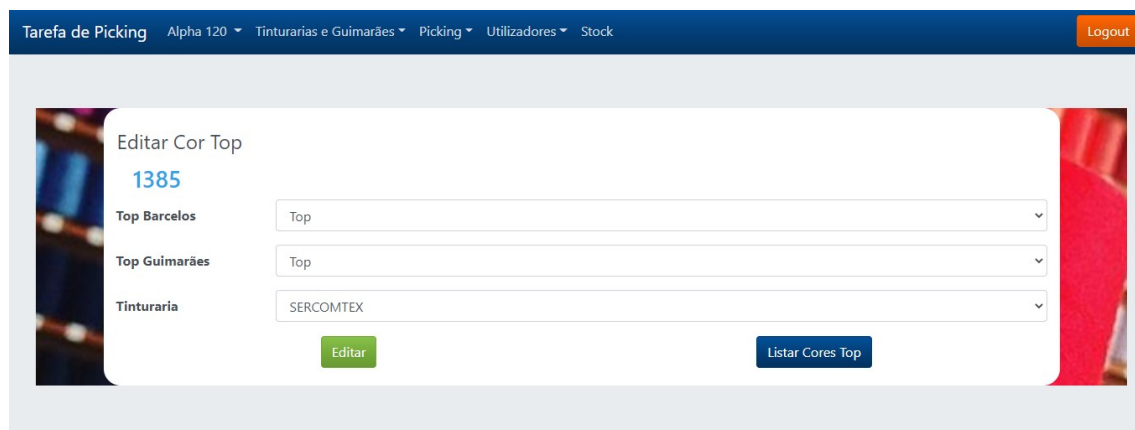 Tarefa de Picking Alpha 120 Tinturarias e Guimarães Picking Utilizadores Stock Logout
Editar Cor Top
1385
Top Barcelos Top
Top Guimarães Top
Tinturaria SERCOMTEX
Editar Listar Cores Top